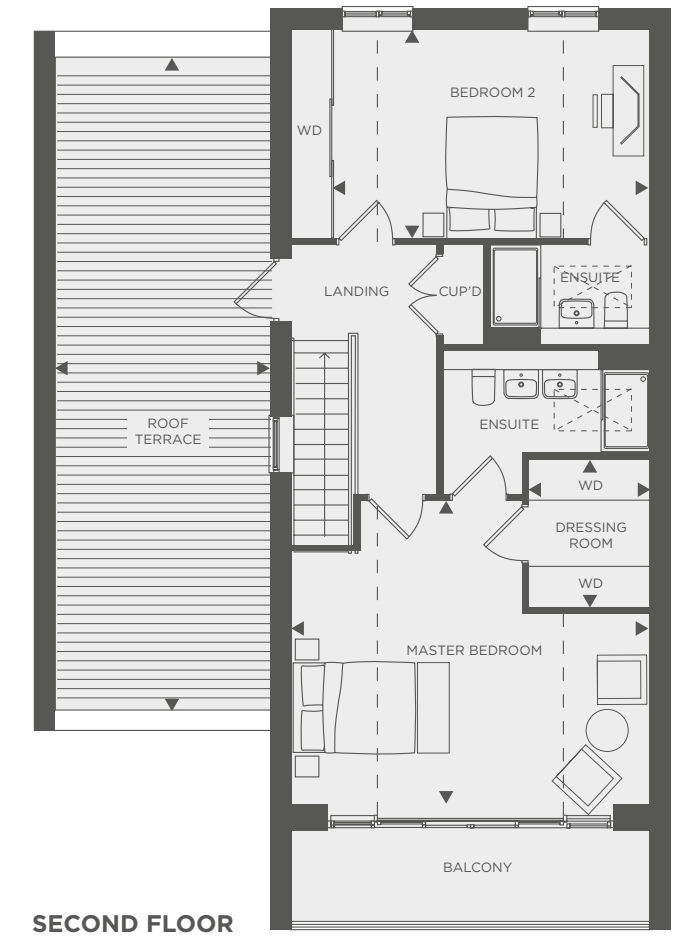 BEDROOM 2
WD
ENSUITE
LANDING
CUP'D
ROOF
TERRACE
ENSUITE
WD
DRESSING
ROOM
WD
MASTER BEDROOM
BALCONY
SECOND FLOOR